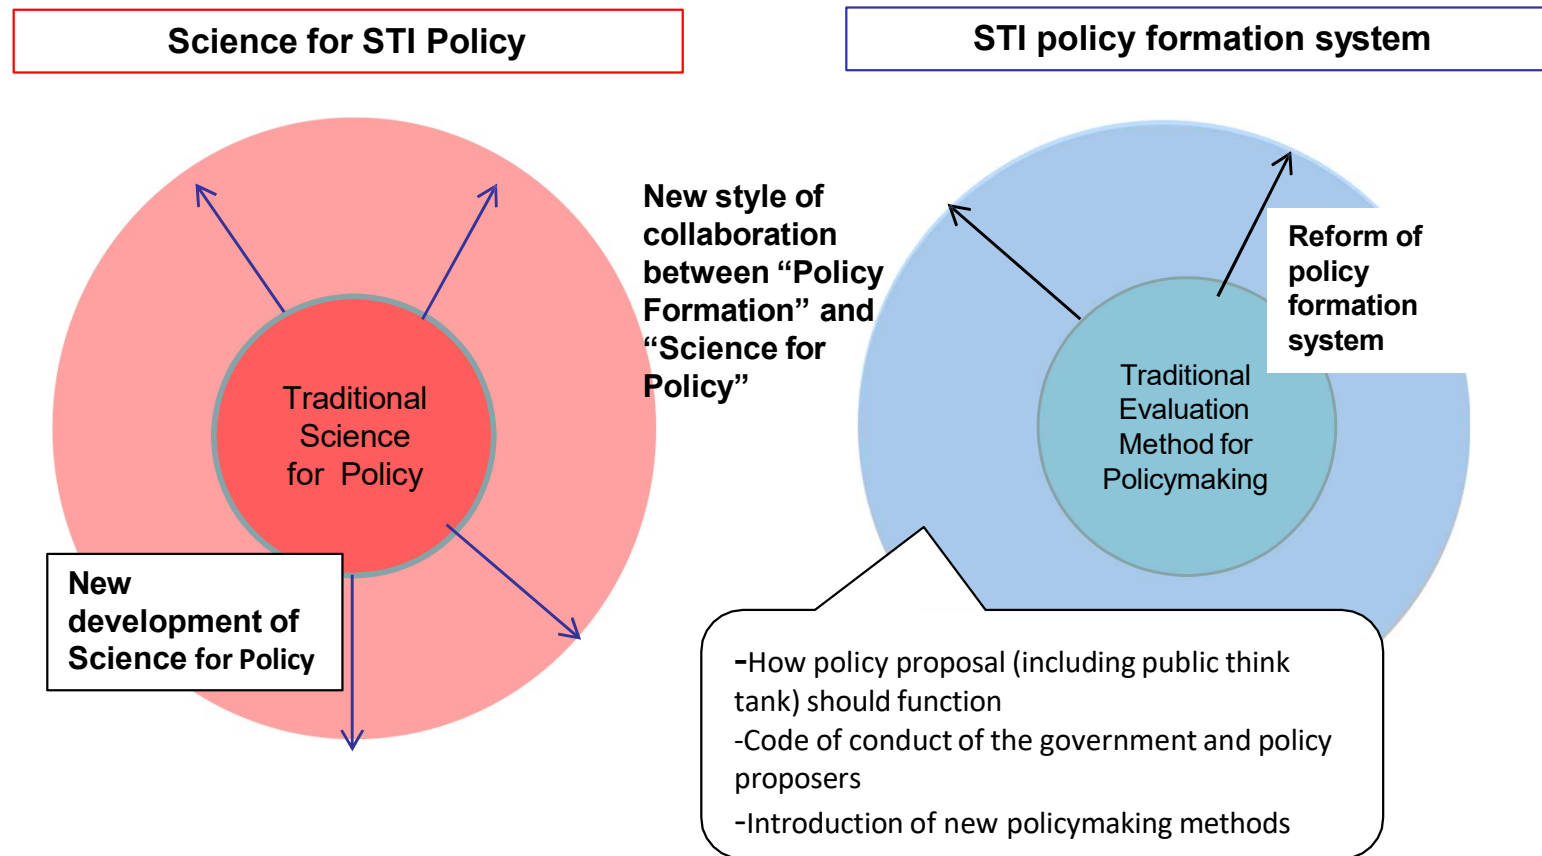 Science for STI Policy
STI policy formation system
New style of
collaboration
between “Policy
Formation” and
“Science for
Policy”
Reform of
policy
formation
system
Traditional
Science
for Policy
Traditional
Evaluation
Method for
Policymaking
New
development of
Science for Policy
-How policy proposal (including public think
tank) should function
-Code of conduct of the government and policy
proposers
-Introduction of new policymaking methods